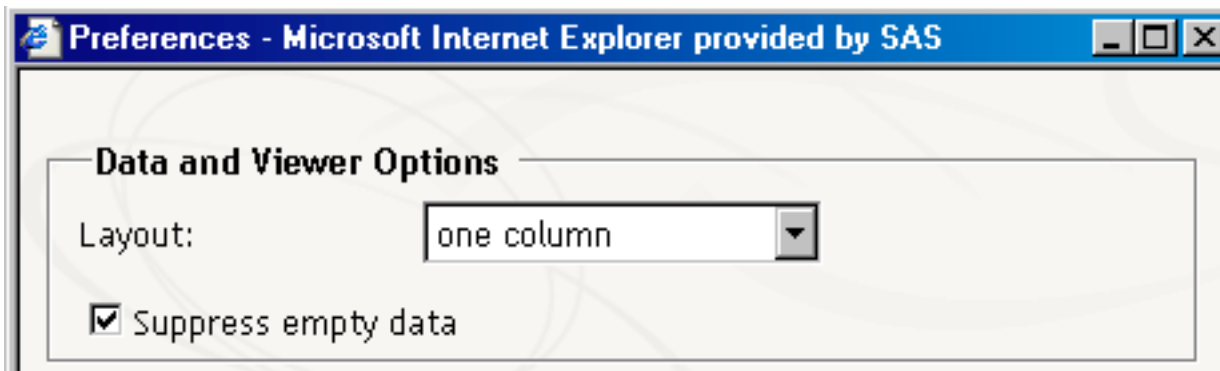 Preferences - Microsoft Internet Explorer provided by SAS
Data and Viewer Options
Layout: one column
Suppress empty data